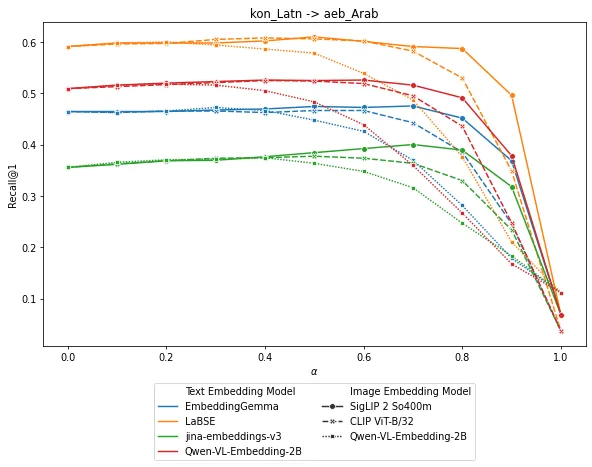 kon_Latn -> aeb_Arab
Recall@1
0.6
0.5
0.4
0.3
0.2
0.1
0.0 0.2 0.4 0.6 0.8 1.0
α
Text Embedding Model Image Embedding Model
EmbeddingGemma SigLIP 2 So400m
LaBSE CLIP ViT-B/32
jina-embeddings-v3 Qwen-VL-Embedding-2B
Qwen-VL-Embedding-2B